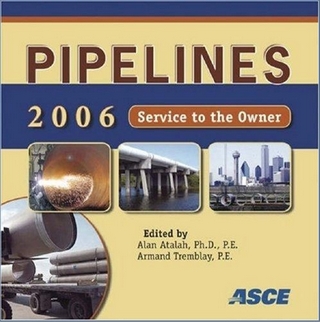 PIPELINES
2006 Service to the Owner
Edited by
Alan Atalah, Ph.D., P.E.
Armand Tremblay, P.E.
ASCE